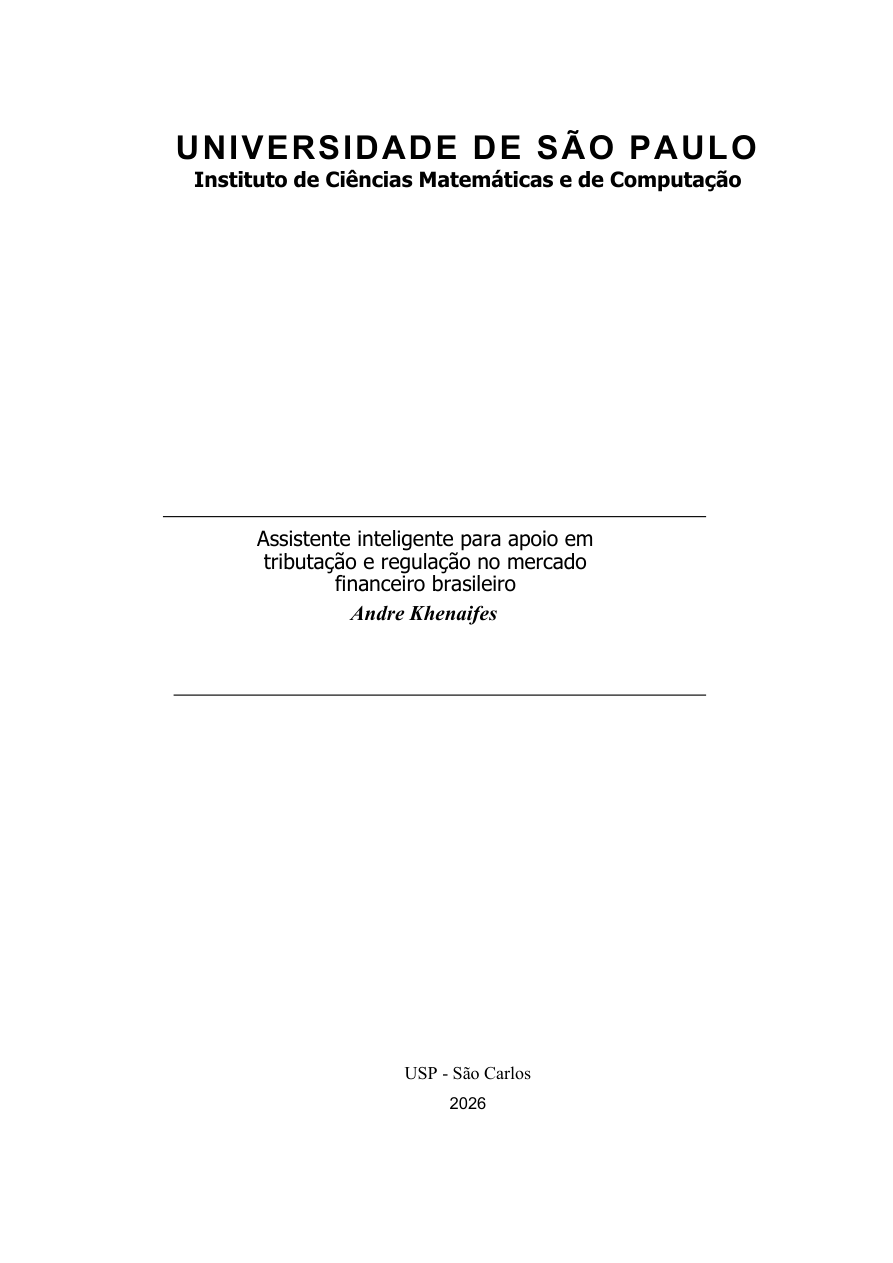 UNIVERSIDADE DE SÃO PAULO
Instituto de Ciências Matemáticas e de Computação
Assistente inteligente para apoio em
tributação e regulação no mercado
financeiro brasileiro
Andre Khenaifes
USP - São Carlos
2026